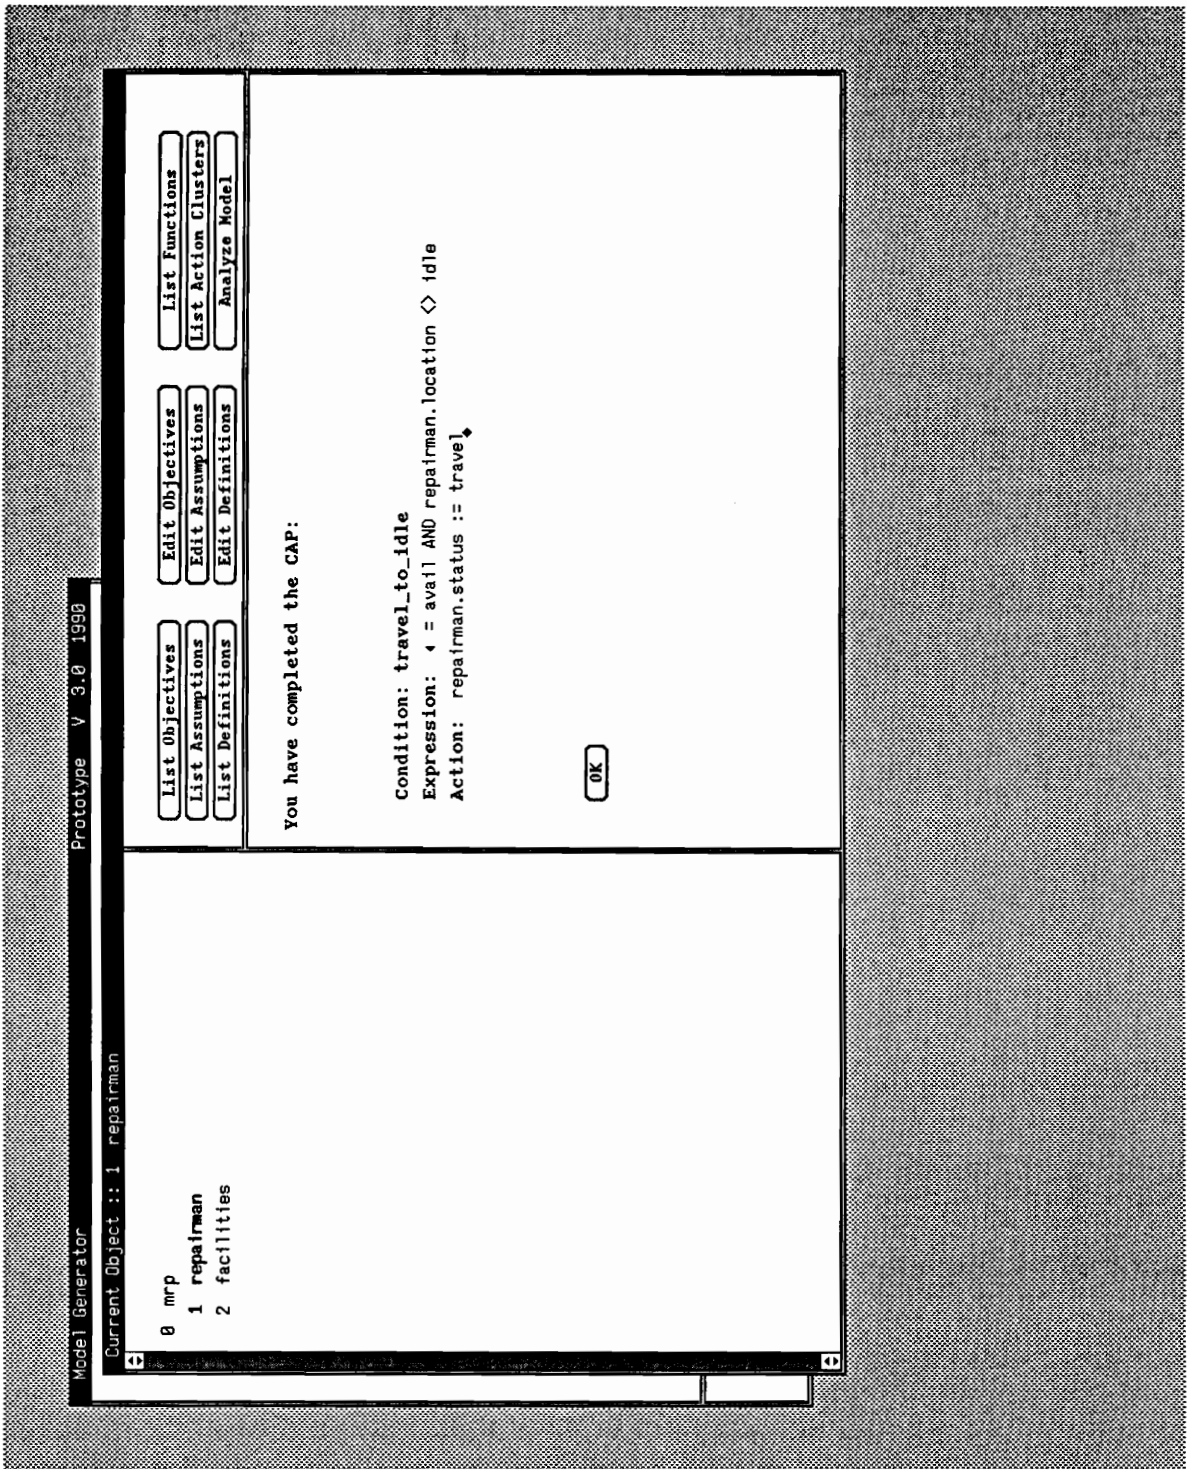 Model Generator Prototype V 3.0 1990
Current Object :: 1 repairman
0 mrp
1 repairman
2 facilities
List Objectives
Edit Objectives
List Functions
List Assumptions
Edit Assumptions
List Action Clusters
List Definitions
Edit Definitions
Analyze Model
You have completed the CAP:
Condition: travel_to_idle
Expression: = avail AND repairman.location <> idle
Action: repairman.status := travel
OK